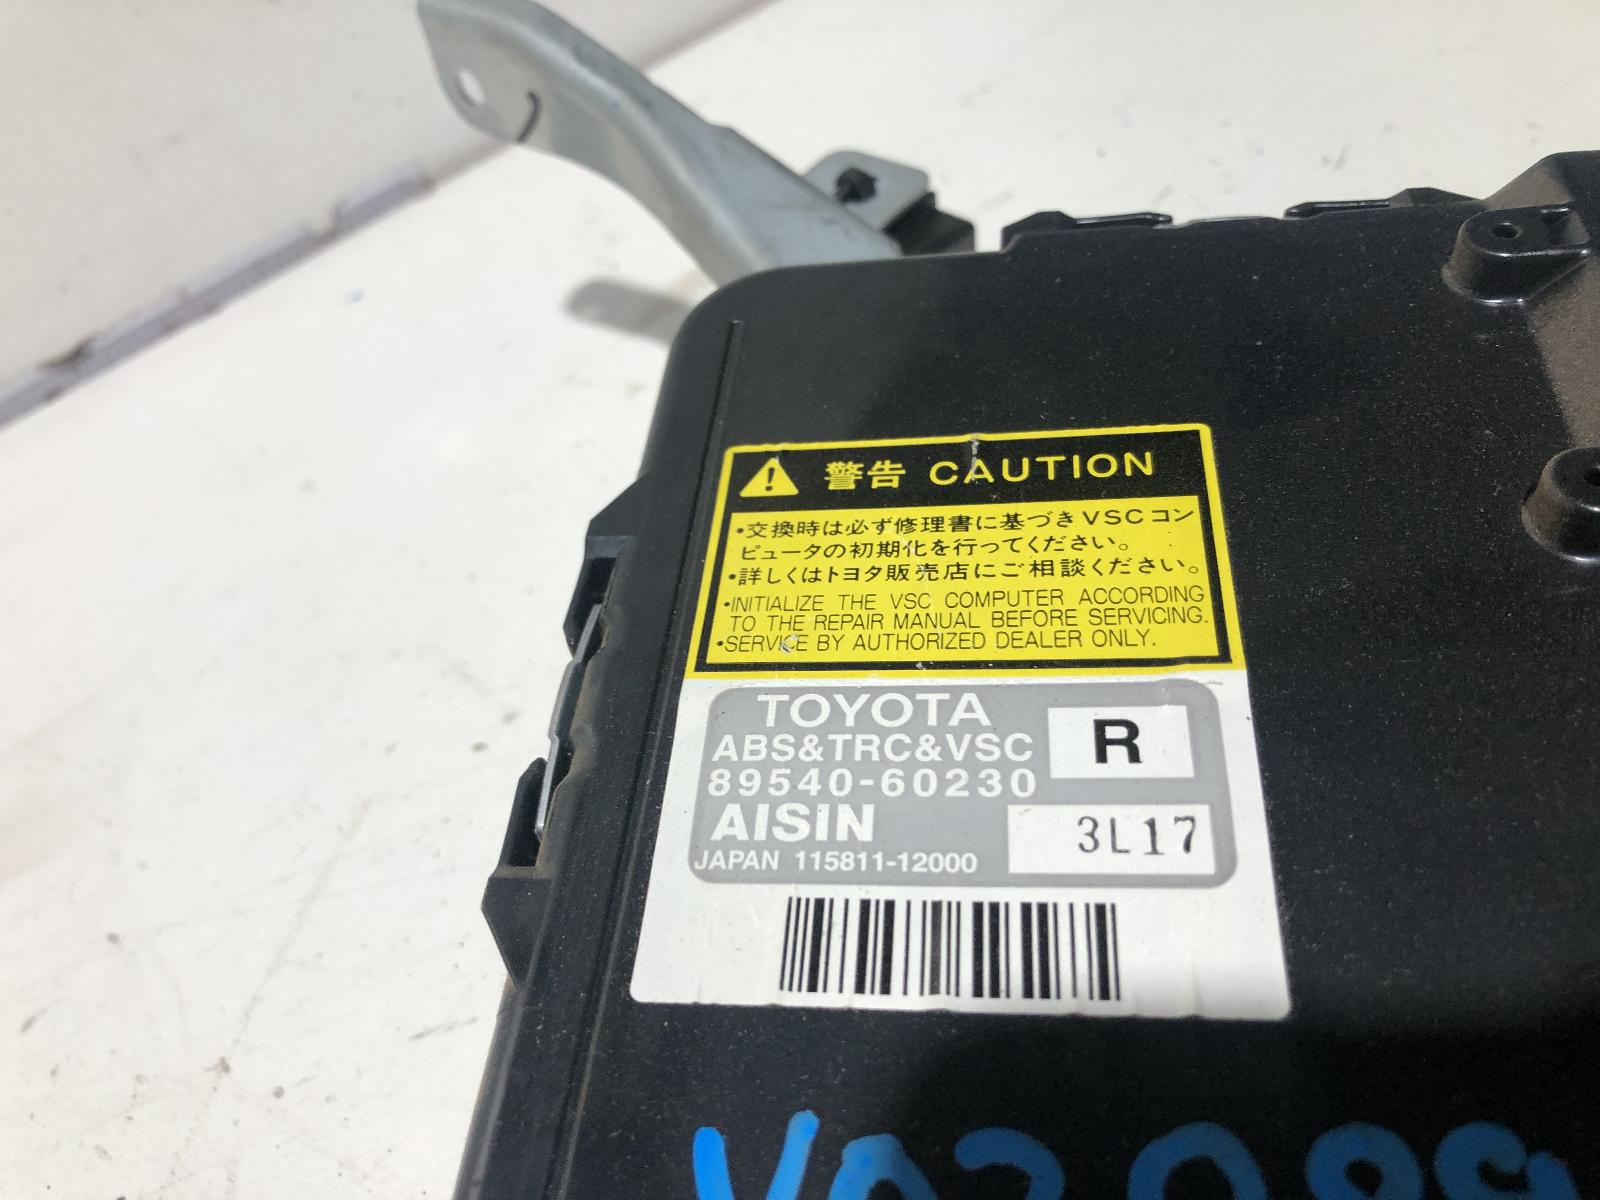 警告 CAUTION
・交換時は必ず修理書に基づきVSCコン
ピュータの初期化を行ってください。
・詳しくはトヨタ販売店にご相談ください。
・INITIALIZE THE VSC COMPUTER ACCORDING
TO THE REPAIR MANUAL BEFORE SERVICING.
・SERVICE BY AUTHORIZED DEALER ONLY.
TOYOTA
ABS&TRC&VSC
R
89540-60230
AISIN
3L17
JAPAN 115811-12000